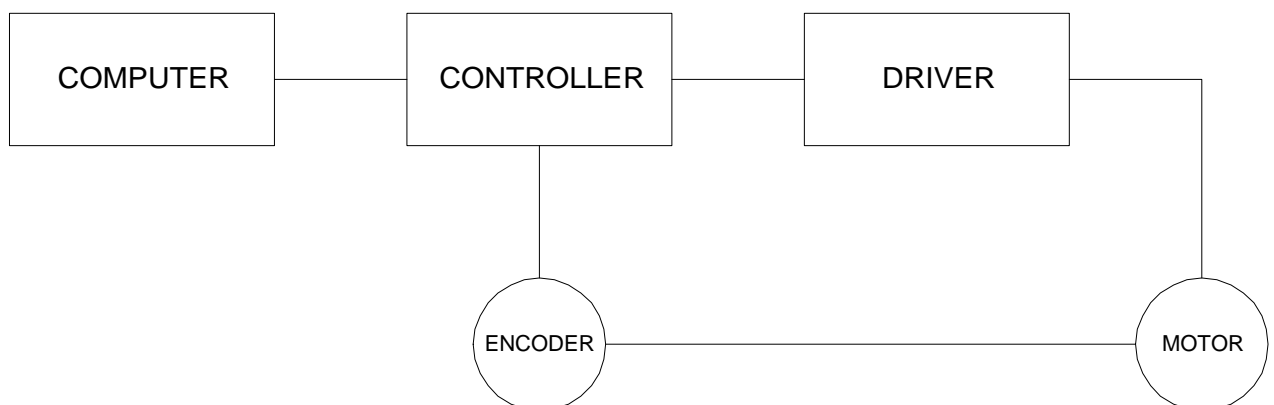 COMPUTER
CONTROLLER
DRIVER
ENCODER
MOTOR